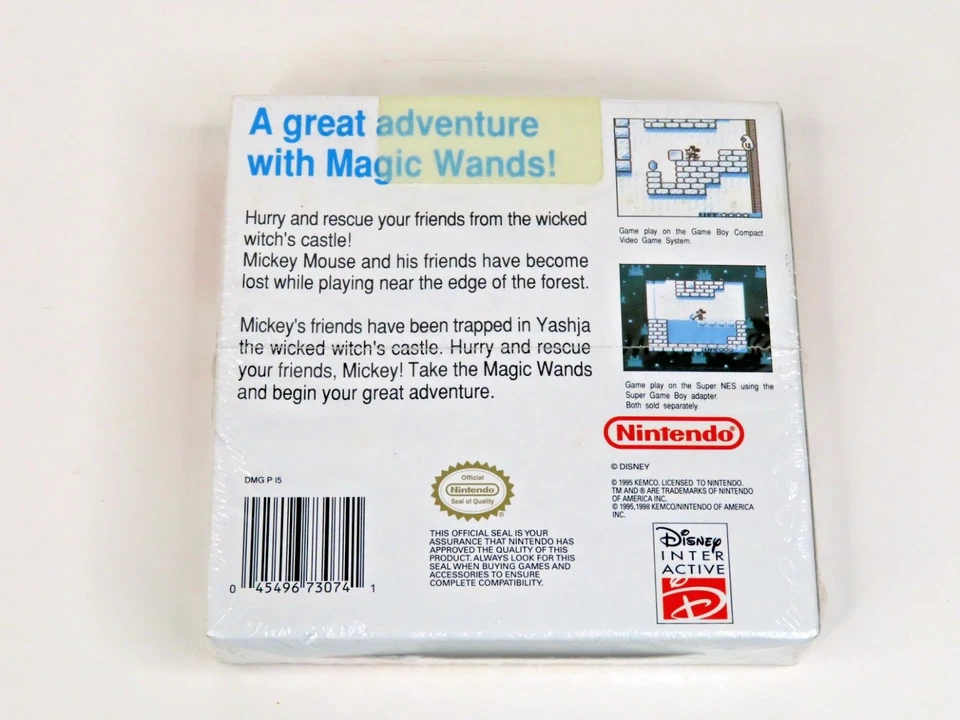 A great adventure
with Magic Wands!
Hurry and rescue your friends from the wicked
witch's castle!
Mickey Mouse and his friends have become
lost while playing near the edge of the forest.
Mickey's friends have been trapped in Yashja
the wicked witch's castle. Hurry and rescue
your friends, Mickey! Take the Magic Wands
and begin your great adventure.
LIFE
Game play on the Game Boy Compact
Video Game System.
Game play on the Super NES using the
Super Game Boy adapter.
Both sold separately.
Nintendo®
© DISNEY
© 1995 KEMCO, LICENSED TO NINTENDO.
TM AND ® ARE TRADEMARKS OF NINTENDO
OF AMERICA INC.
© 1995,1998 KEMCO/NINTENDO OF AMERICA
INC.
DISNEY
INTER
ACTIVE
D
DMG P I5
0 45496 73074 1
Official
Nintendo
Seal of Quality
®
THIS OFFICIAL SEAL IS YOUR
ASSURANCE THAT NINTENDO HAS
APPROVED THE QUALITY OF THIS
PRODUCT. ALWAYS LOOK FOR THIS
SEAL WHEN BUYING GAMES AND
ACCESSORIES TO ENSURE
COMPLETE COMPATIBILITY.